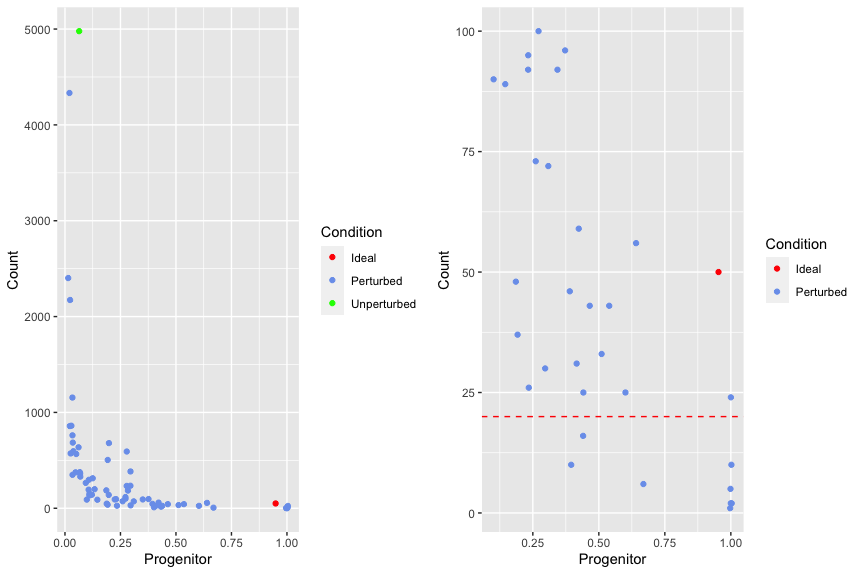 5000
4000
3000
2000
1000
0
0.00 0.25 0.50 0.75 1.00
Progenitor
Count
Condition
Ideal
Perturbed
Unperturbed
100
75
50
25
0
0.25 0.50 0.75 1.00
Progenitor
Count
Condition
Ideal
Perturbed